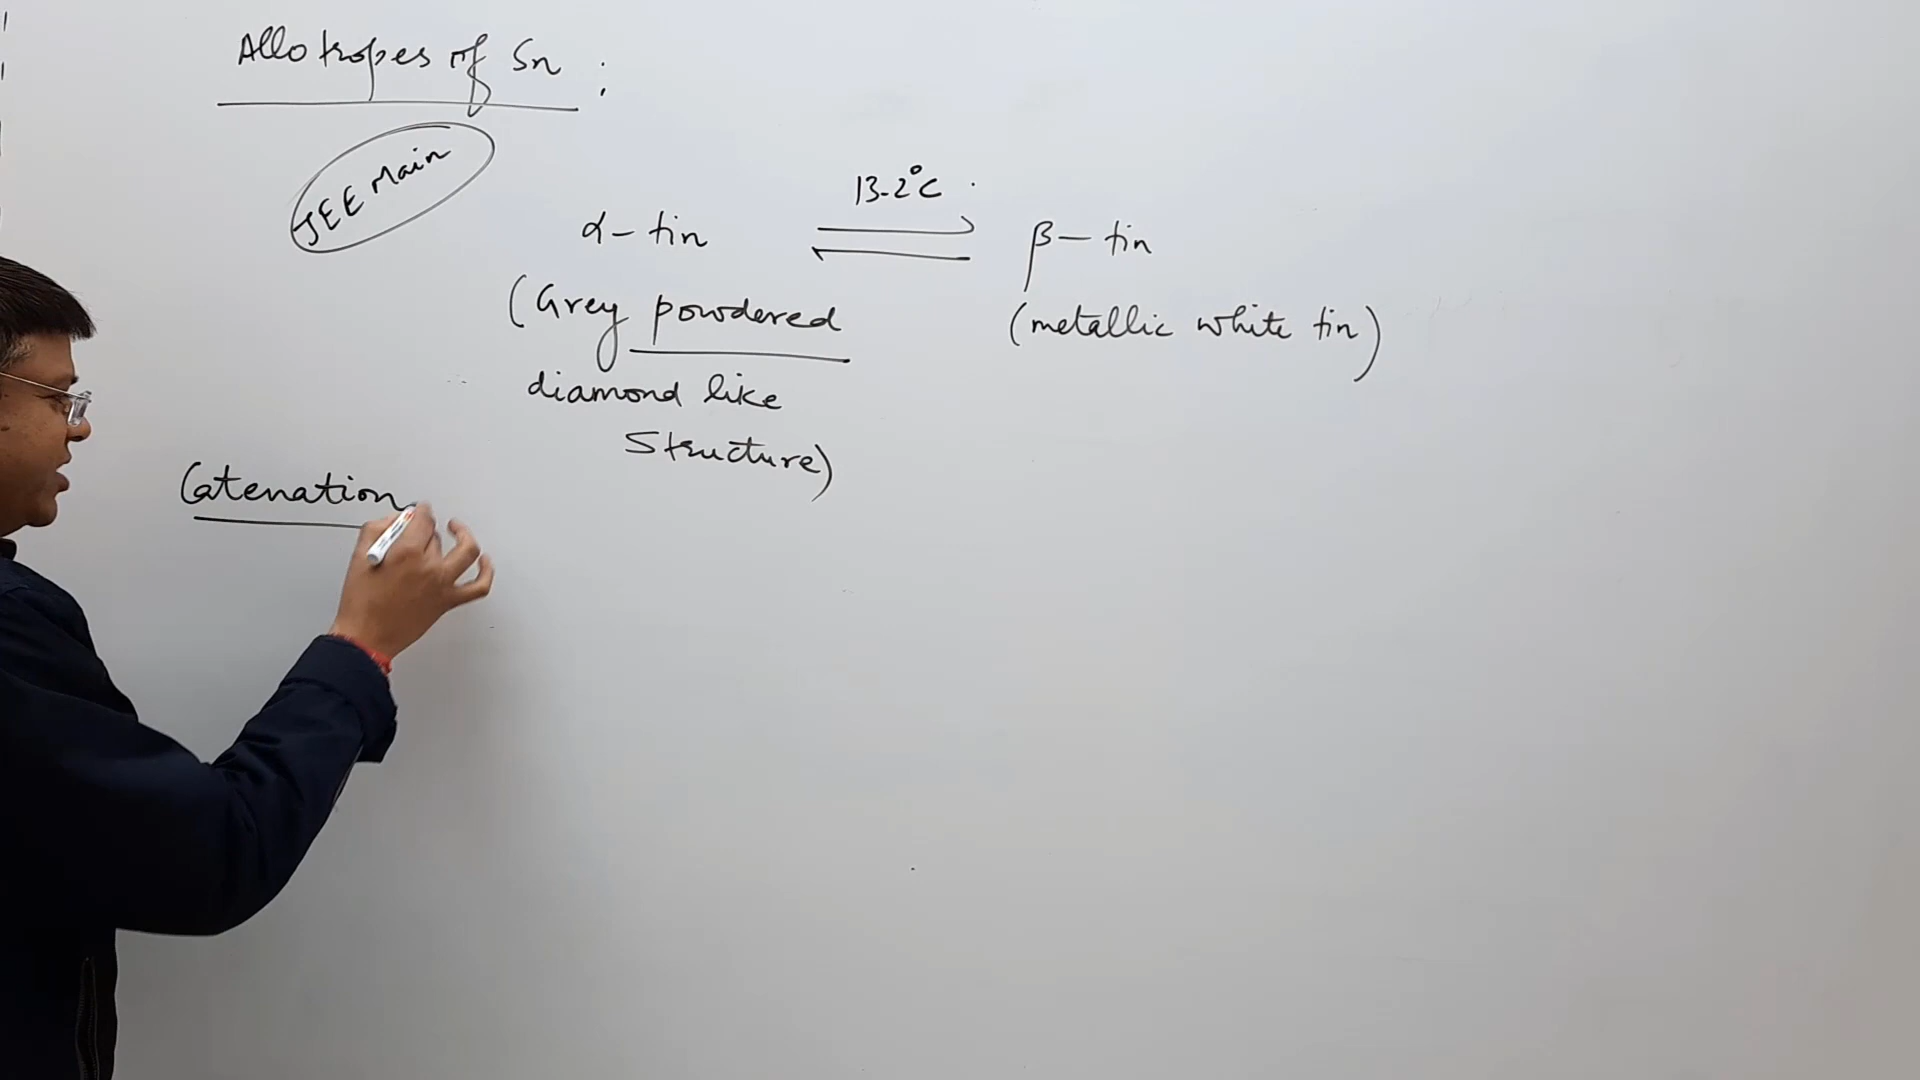 Allotropes of Sn :
JEE Main
13.2°C
α- tin ⇌ β- tin
(Grey powdered
(metallic white tin)
diamond like
Structure)
Catenation